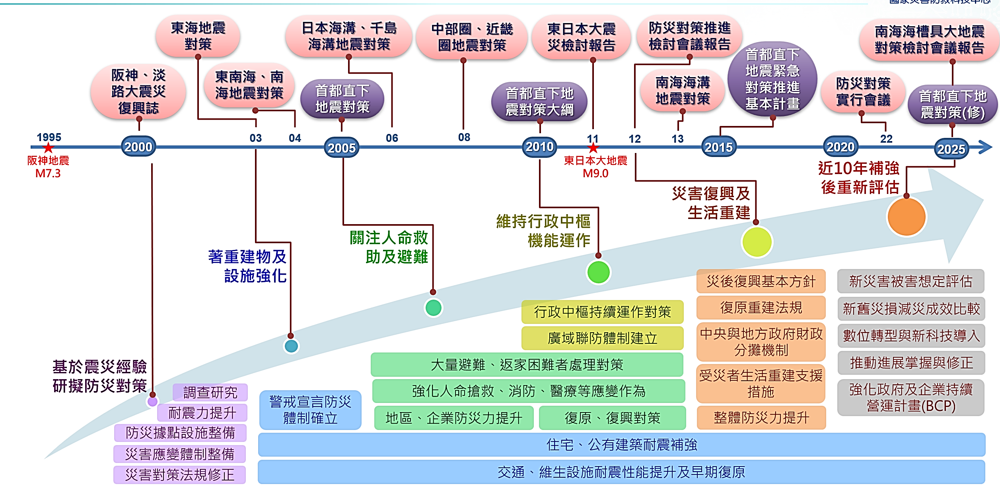 國家災害防救科技中心
東海地震
對策
日本海溝、千島
海溝地震對策
中部圈、近畿
圈地震對策
東日本大震
災檢討報告
防災對策推進
檢討會議報告
南海海槽具大地震
對策檢討會議報告
阪神、淡
路大震災
復興誌
東南海、南
海地震對策
首都直下
地震對策
首都直下地
震對策大綱
南海海溝
地震對策
首都直下
地震緊急
對策推進
基本計畫
防災對策
實行會議
首都直下地
震對策(修)
1995
2000
03
04
2005
06
08
2010
11
12
13
2015
2020
22
2025
阪神地震
M7.3
東日本大地震
M9.0
近10年補強
後重新評估
災害復興及
生活重建
維持行政中樞
機能運作
關注人命救
助及避難
著重建物及
設施強化
基於震災經驗
研擬防災對策
調查研究
耐震力提升
防災據點設施整備
災害應變體制整備
災害對策法規修正
警戒宣言防災
體制確立
大量避難、返家困難者處理對策
強化人命搶救、消防、醫療等應變作為
地區、企業防災力提升
復原、復興對策
行政中樞持續運作對策
廣域聯防體制建立
災後復興基本方針
復原重建法規
中央與地方政府財政
分攤機制
受災者生活重建支援
措施
整體防災力提升
新災害被害想定評估
新舊災損減災成效比較
數位轉型與新科技導入
推動進展掌握與修正
強化政府及企業持續
營運計畫(BCP)
住宅、公有建築耐震補強
交通、維生設施耐震性能提升及早期復原